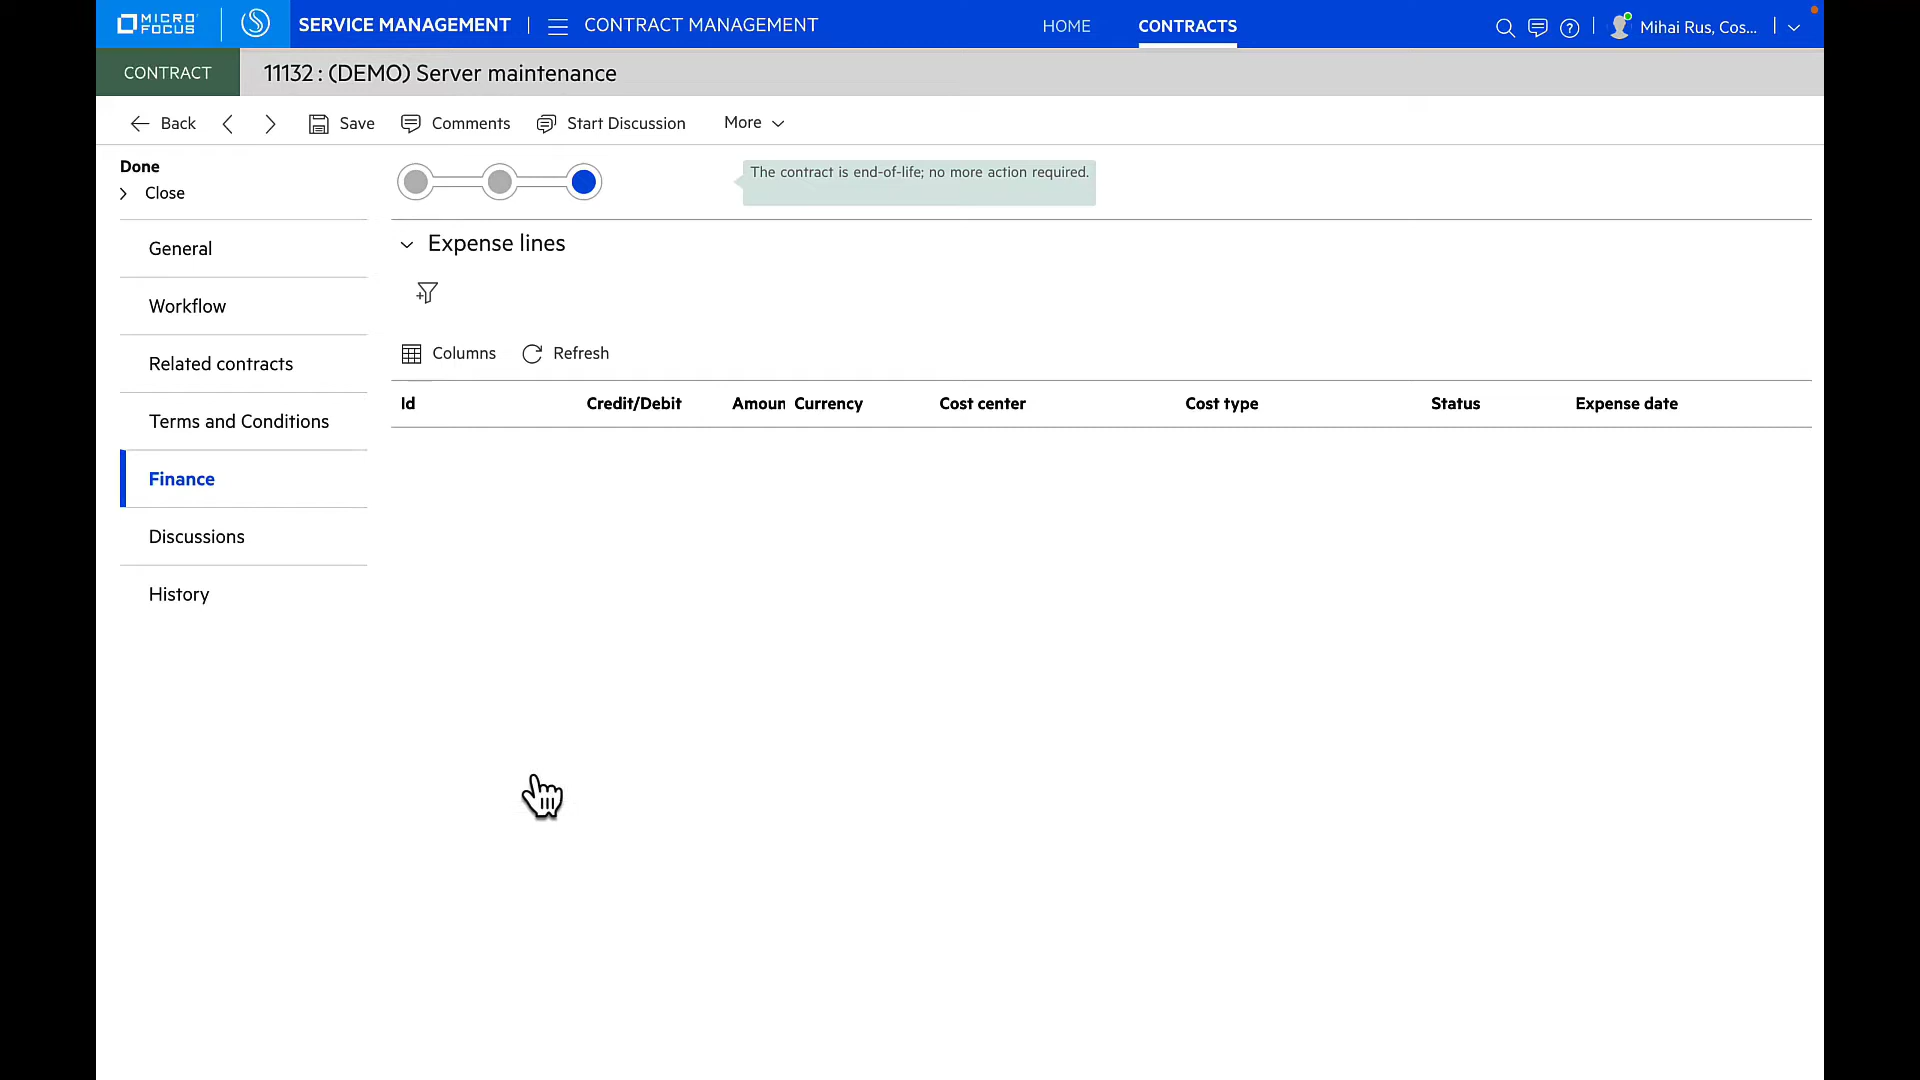 MICRO FOCUS SERVICE MANAGEMENT CONTRACT MANAGEMENT HOME CONTRACTS Mihai Rus, Cos...
CONTRACT 11132 : (DEMO) Server maintenance
Back Save Comments Start Discussion More
Done
Close
The contract is end-of-life; no more action required.
General
Workflow
Related contracts
Terms and Conditions
Finance
Discussions
History
Expense lines
Columns Refresh
Id Credit/Debit Amoun Currency Cost center Cost type Status Expense date